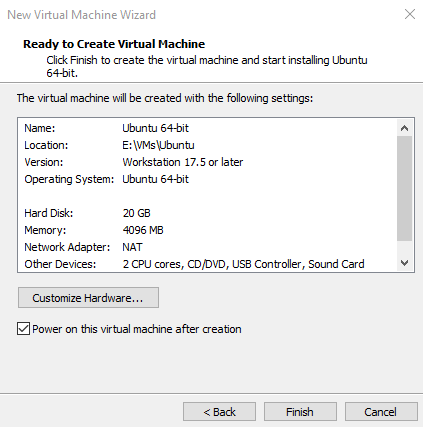 New Virtual Machine Wizard
Ready to Create Virtual Machine
Click Finish to create the virtual machine and start installing Ubuntu
64-bit.
The virtual machine will be created with the following settings:
Name: Ubuntu 64-bit
Location: E:\VMs\Ubuntu
Version: Workstation 17.5 or later
Operating System: Ubuntu 64-bit
Hard Disk: 20 GB
Memory: 4096 MB
Network Adapter: NAT
Other Devices: 2 CPU cores, CD/DVD, USB Controller, Sound Card
Customize Hardware...
Power on this virtual machine after creation
< Back Finish Cancel